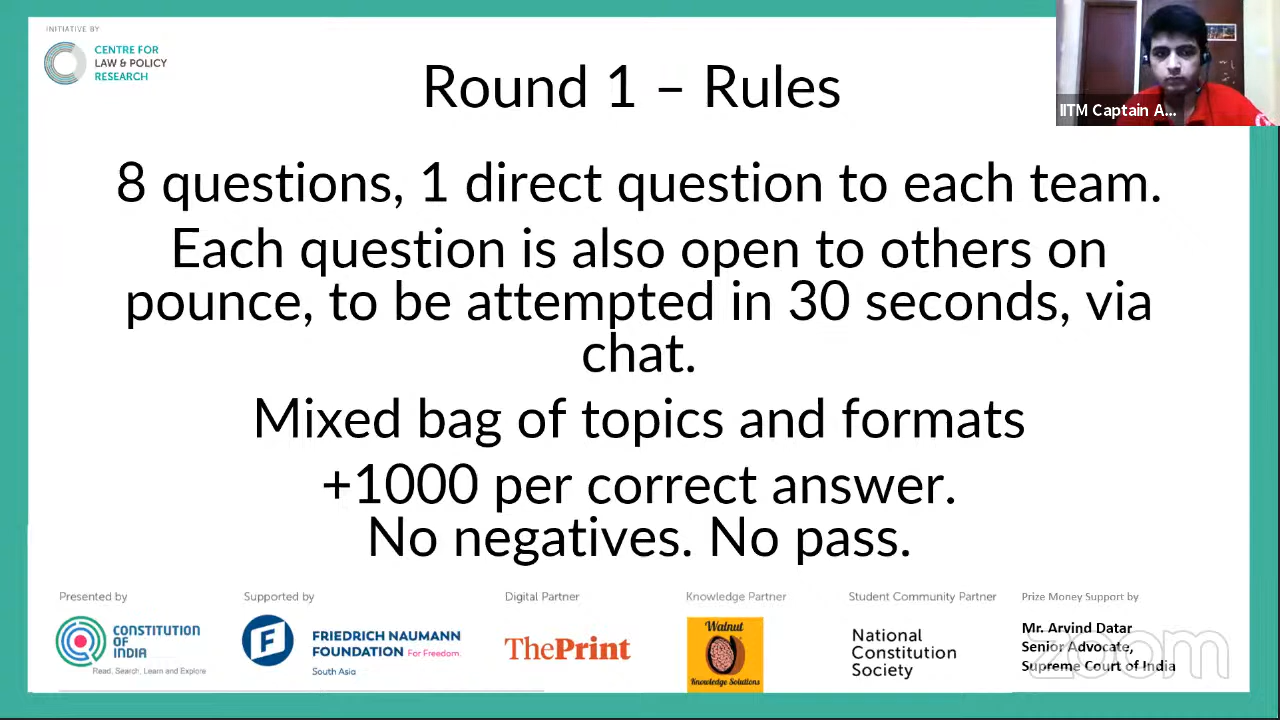 INITIATIVE BY
CENTRE FOR
LAW & POLICY
RESEARCH
Round 1 – Rules
IITM Captain A...
8 questions, 1 direct question to each team.
Each question is also open to others on
pounce, to be attempted in 30 seconds, via
chat.
Mixed bag of topics and formats
+1000 per correct answer.
No negatives. No pass.
Presented by
CONSTITUTION
OF
INDIA
Read, Search, Learn and Explore
Supported by
F
FRIEDRICH NAUMANN
FOUNDATION For Freedom.
South Asia
Digital Partner
ThePrint
Knowledge Partner
Walnut
Knowledge Solutions
Student Community Partner
National
Constitution
Society
Prize Money Support by
Mr. Arvind Datar
Senior Advocate,
Supreme Court of India
zoom